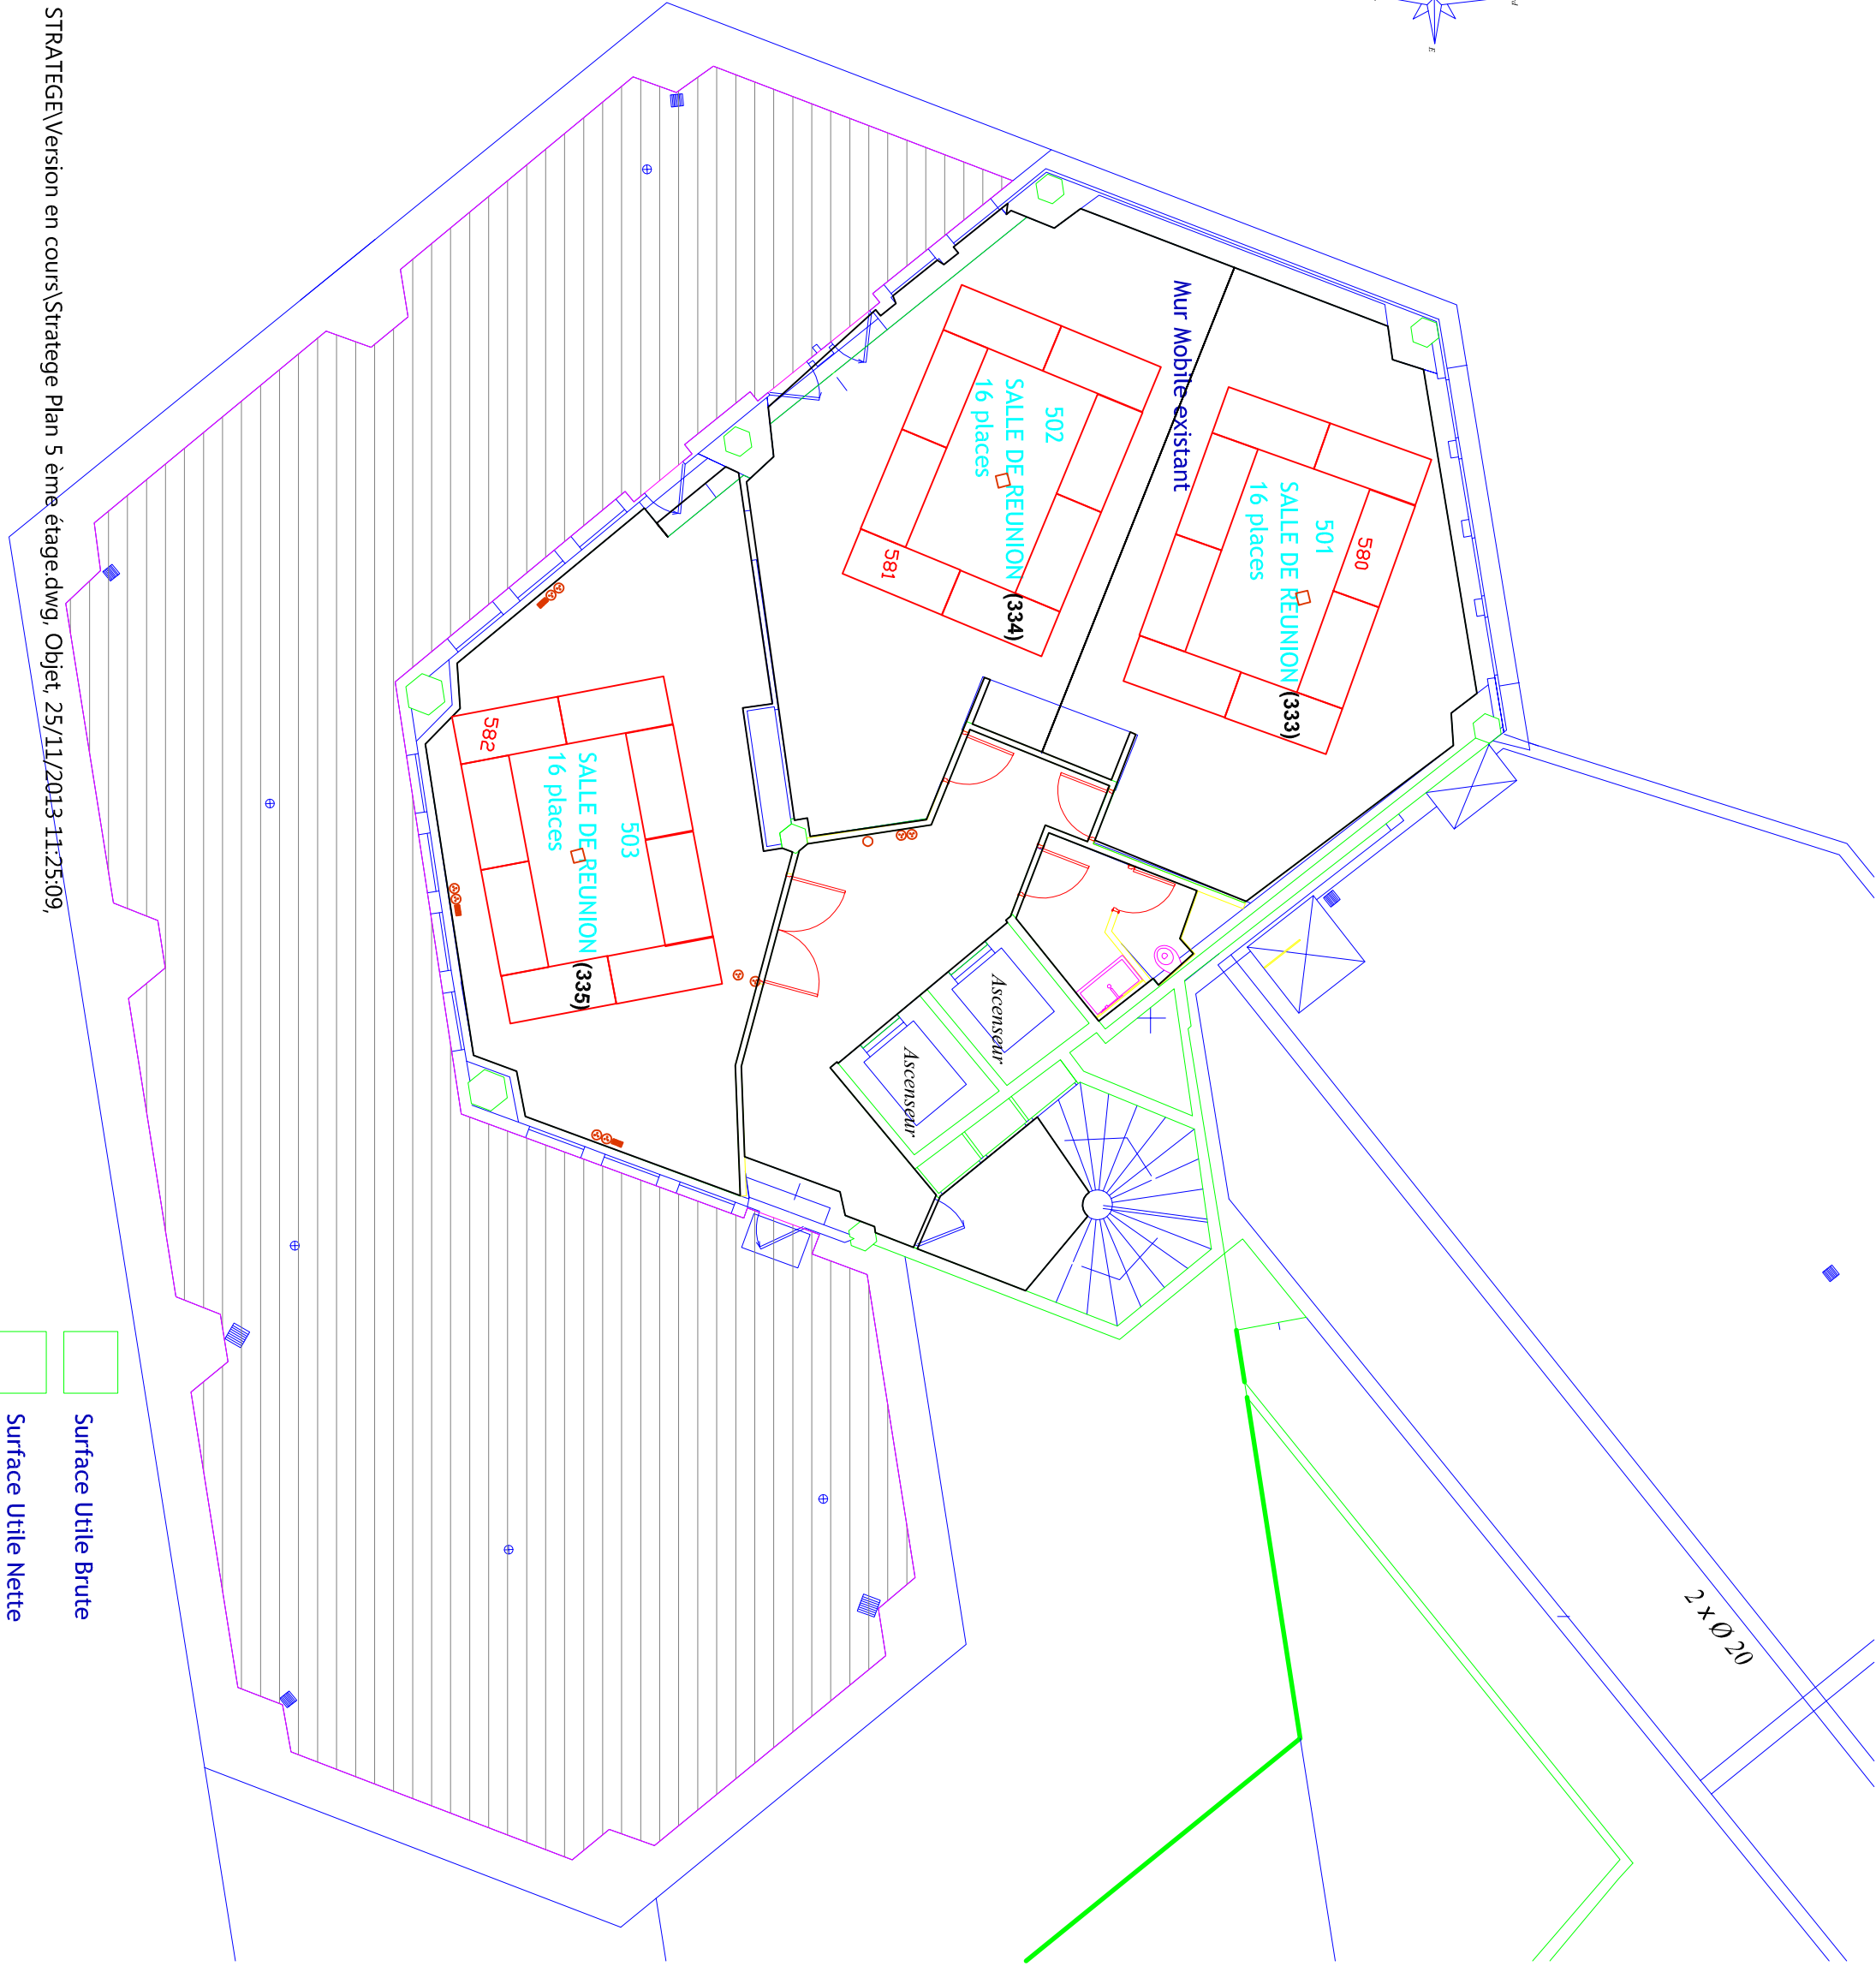 E
Mur Mobile existant
501
SALLE DE REUNION
16 places
(333)
580
502
SALLE DE REUNION
16 places
(334)
581
503
SALLE DE REUNION
16 places
(335)
582
Ascenseur
Ascenseur
2 x Ø 20
Surface Utile Brute
Surface Utile Nette
STRATEGE\Version en cours\Stratege Plan 5 ème étage.dwg, Objet, 25/11/2013 11:25:09,